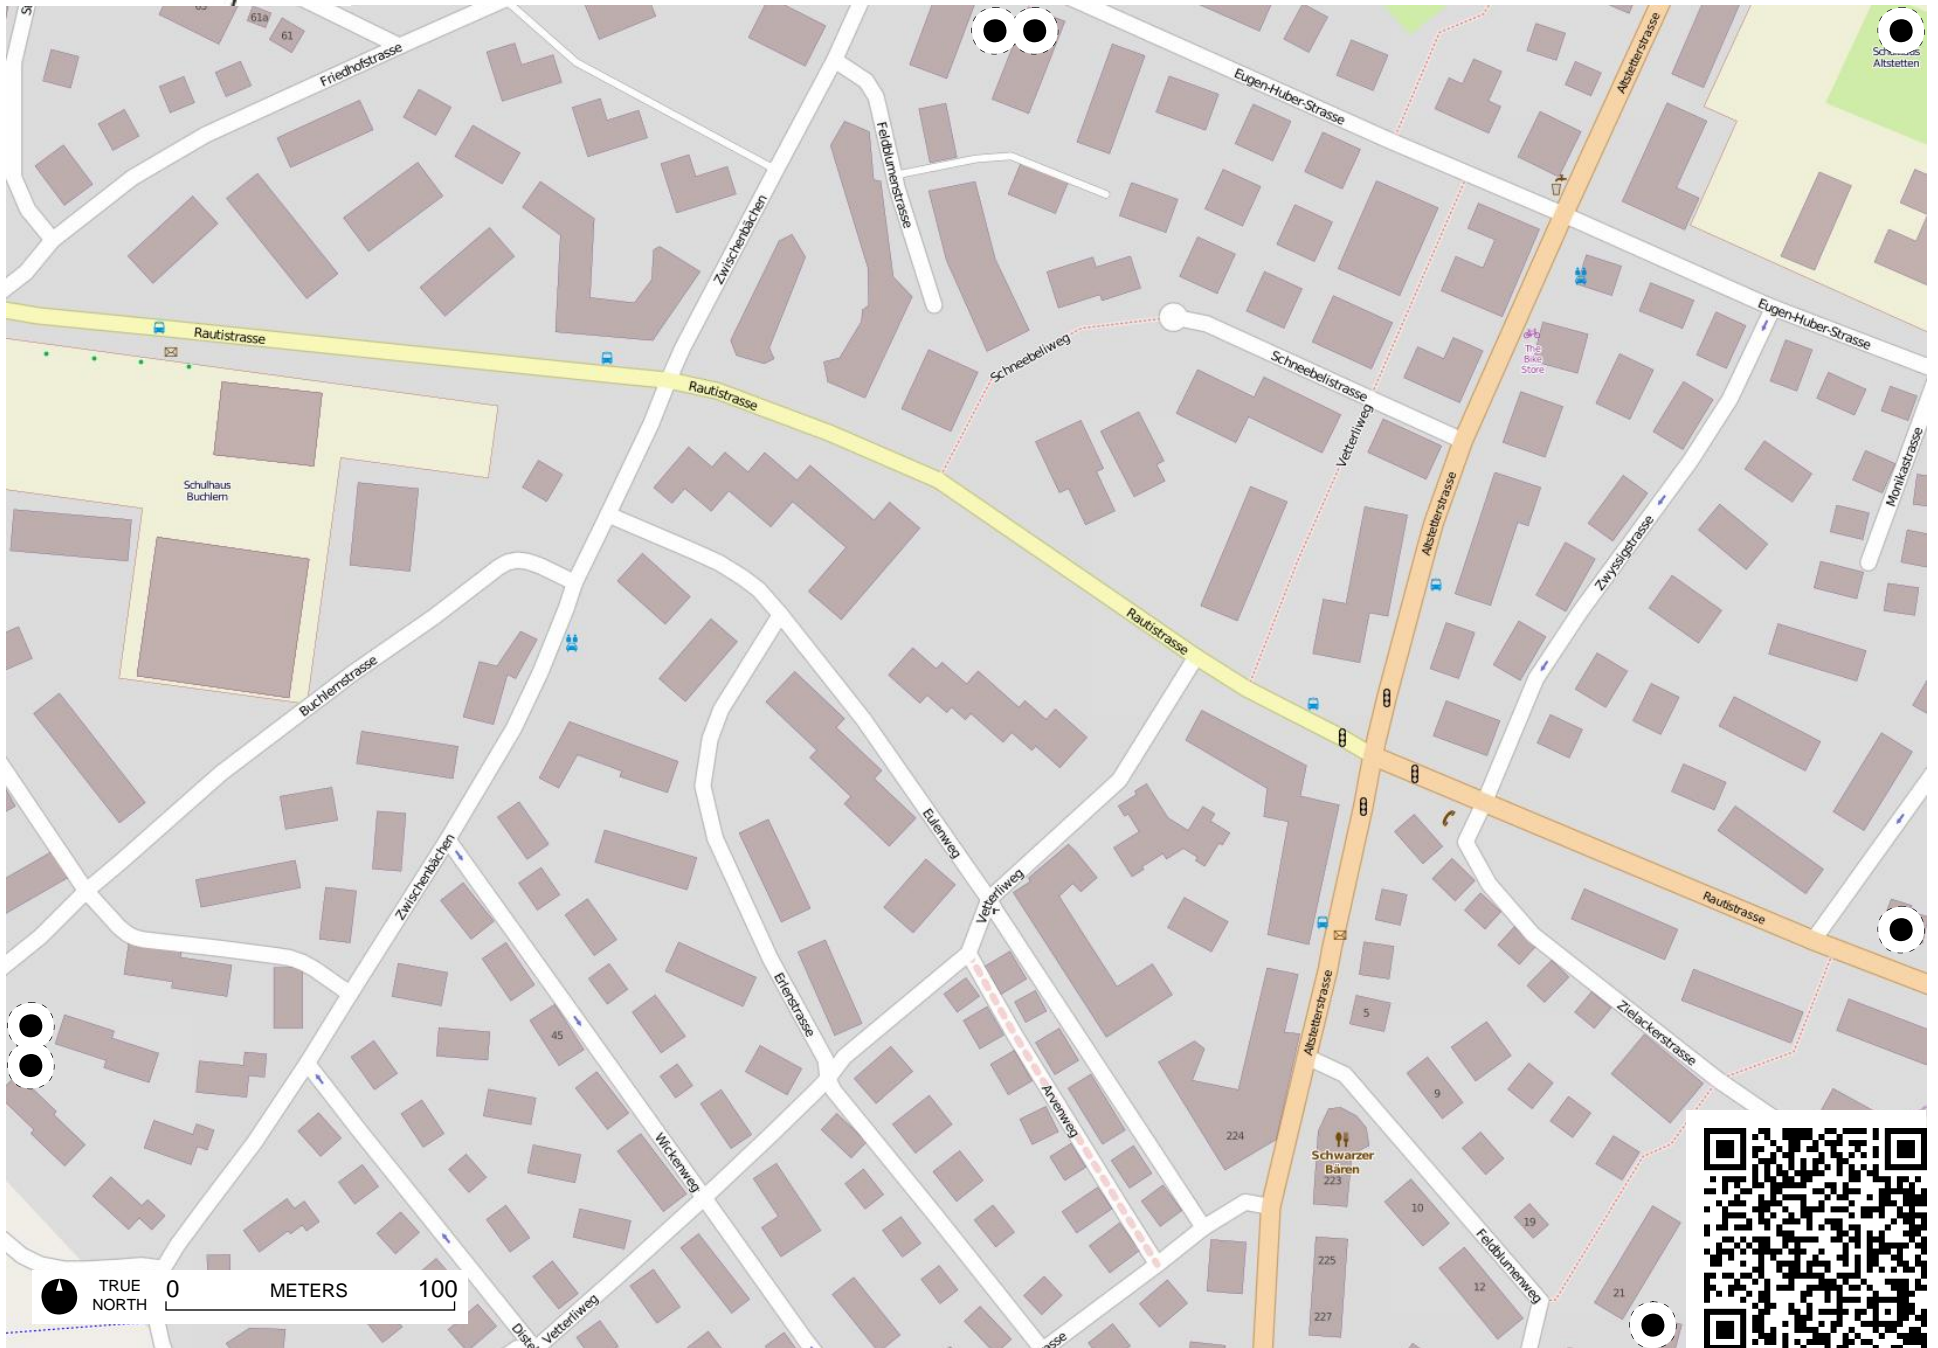 61a
61
Friedhofstrasse
Eugen-Huber-Strasse
Altstetterstrasse
Schulhaus
Altstetten
Feldblumenstrasse
Zwischenbächen
Rautistrasse
Eugen-Huber-Strasse
The
Bike
Store
Schneebeliweg
Schneebelistrasse
Rautistrasse
Vetterliweg
Monikastrasse
Schulhaus
Buchlern
Altstetterstrasse
Zwyssigstrasse
Rautistrasse
Buchlernstrasse
Eulenweg
Zwischenbächen
Vetterliweg
Rautistrasse
Erlenstrasse
Altstetterstrasse
5
45
Zielackerstrasse
9
Arvenweg
224
Wickenweg
Schwarzer
Bären
223
10
19
225
Feldblumenweg
12
21
227
TRUE
NORTH
0 METERS 100
Vetterliweg